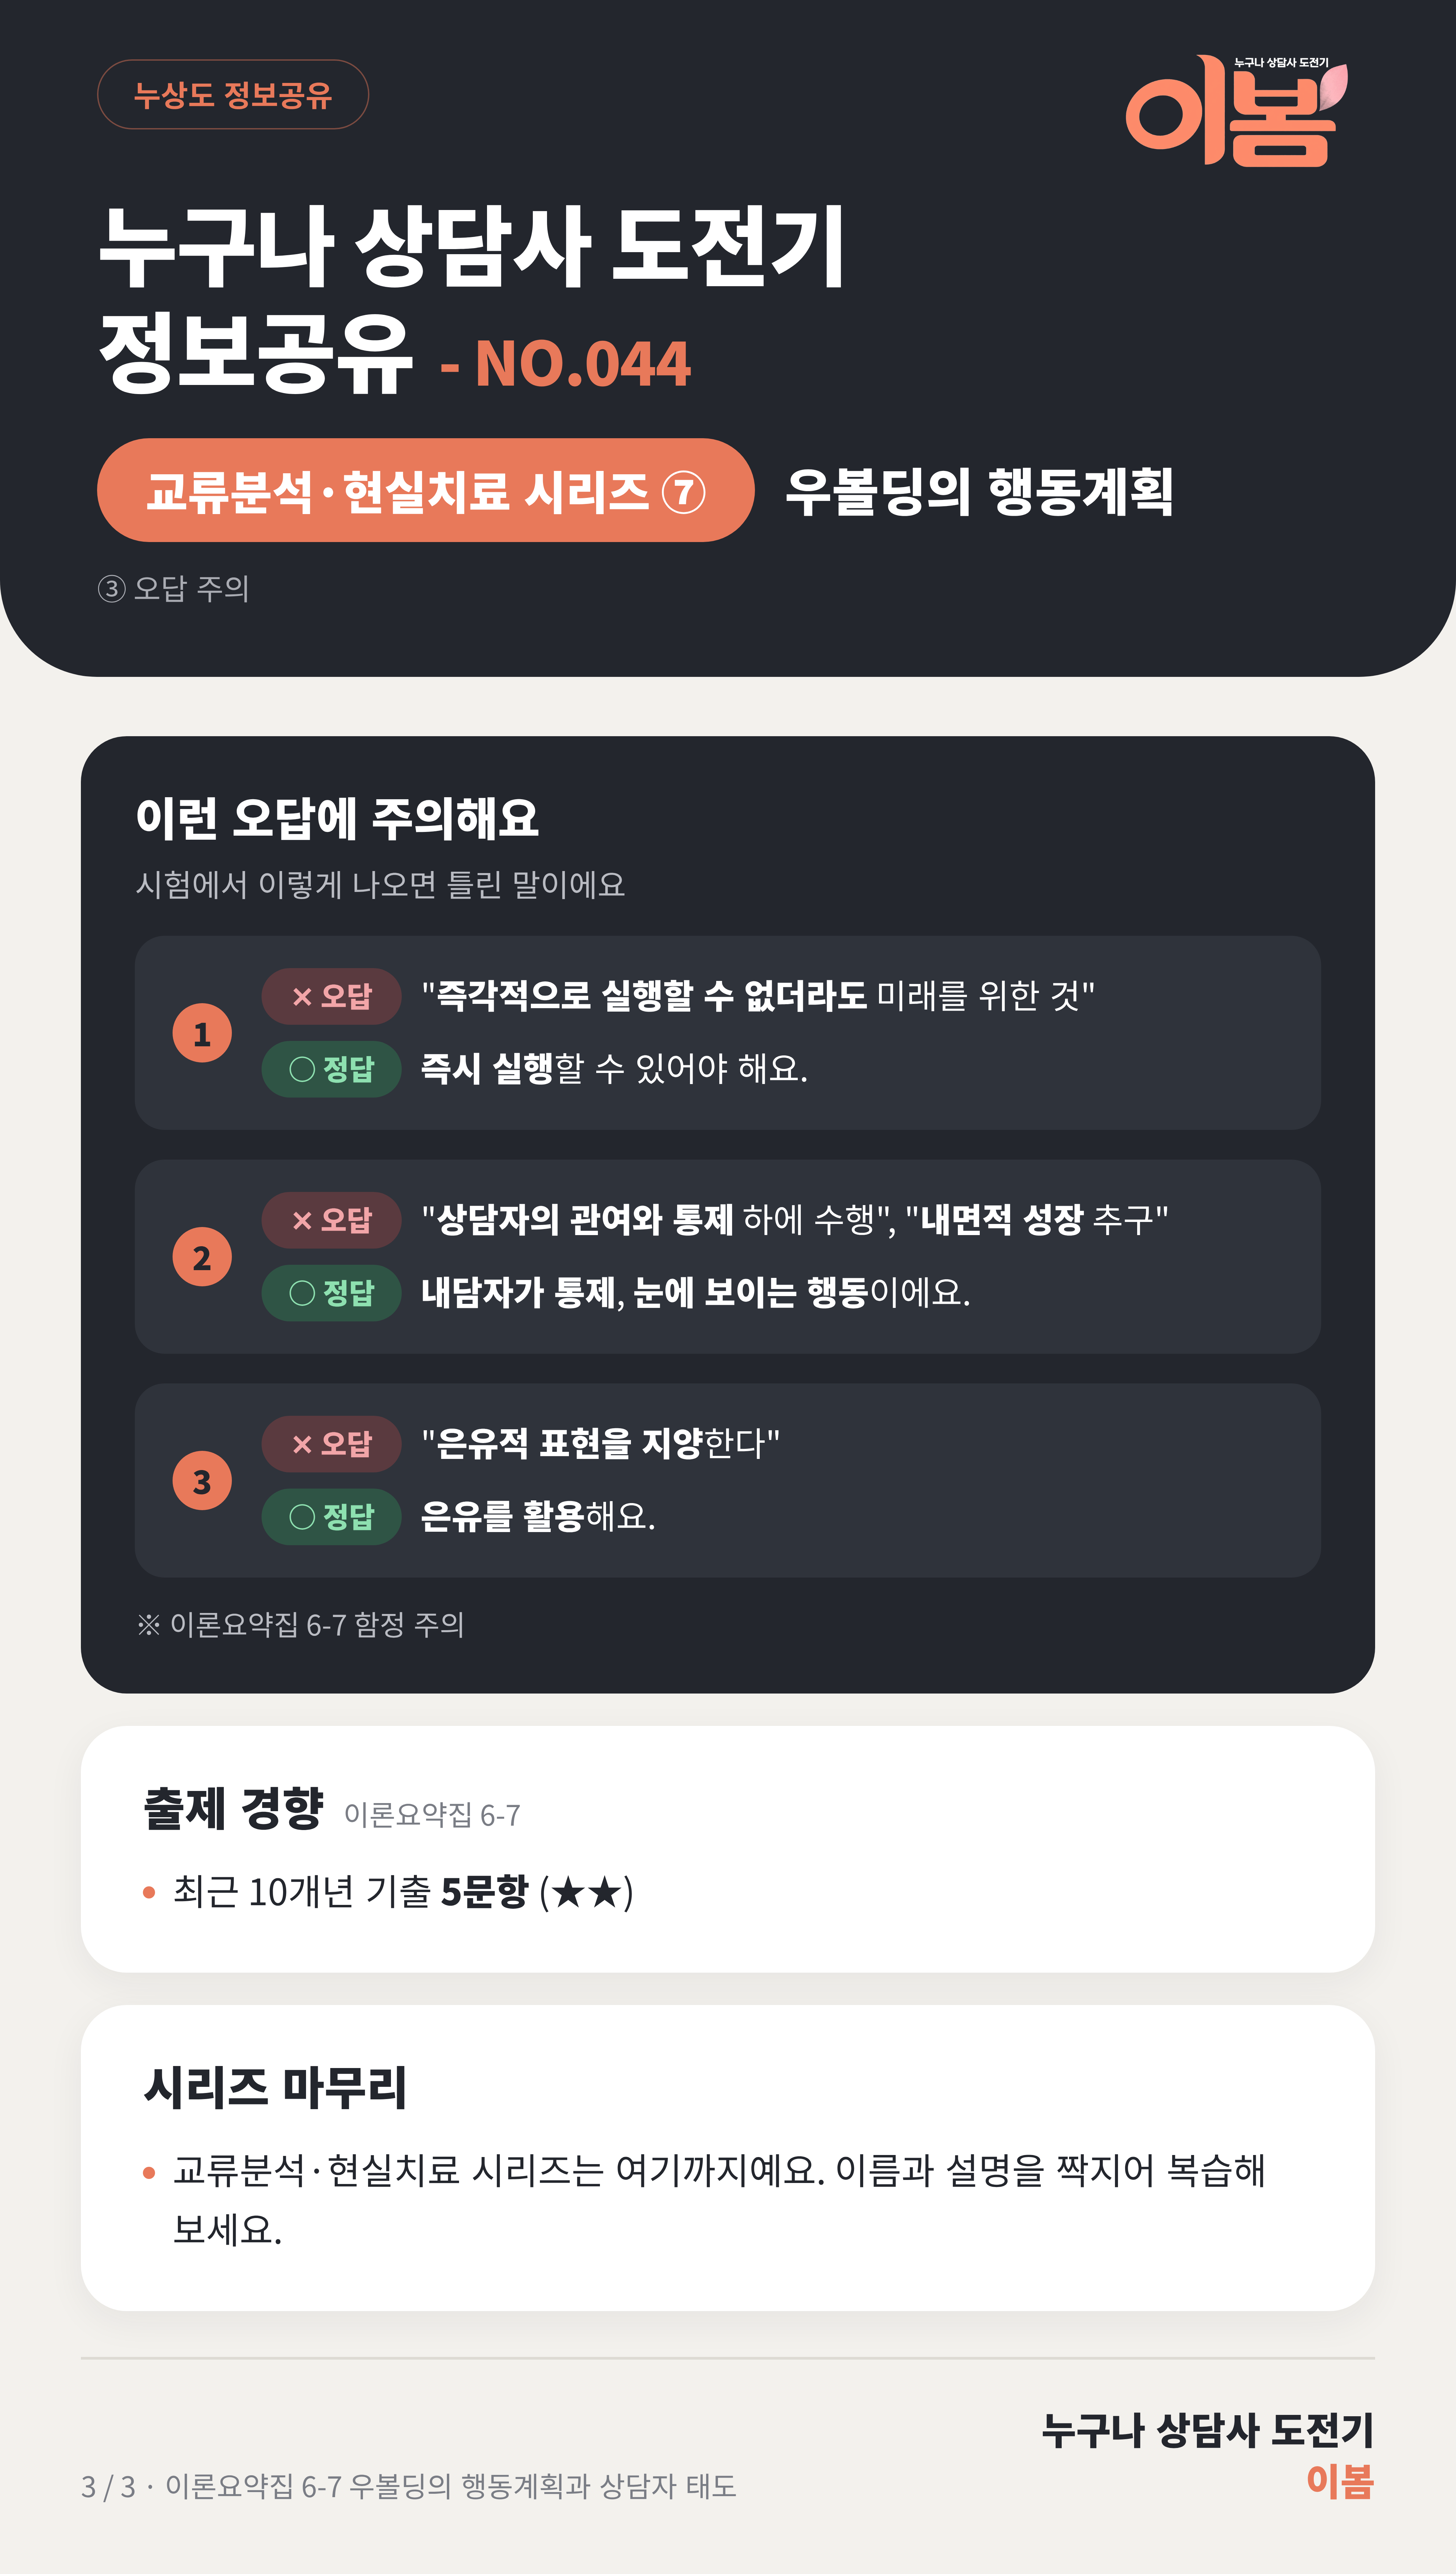 누상도 정보공유
누구나 상담사 도전기
이봄
누구나 상담사 도전기
정보공유 - NO.044
교류분석·현실치료 시리즈 ⑦ 우볼딩의 행동계획
③ 오답 주의
이런 오답에 주의해요
시험에서 이렇게 나오면 틀린 말이에요
1
✕ 오답 "즉각적으로 실행할 수 없더라도 미래를 위한 것"
○ 정답 즉시 실행할 수 있어야 해요.
2
✕ 오답 "상담자의 관여와 통제 하에 수행", "내면적 성장 추구"
○ 정답 내담자가 통제, 눈에 보이는 행동이에요.
3
✕ 오답 "은유적 표현을 지양한다"
○ 정답 은유를 활용해요.
※ 이론요약집 6-7 함정 주의
출제 경향 이론요약집 6-7
• 최근 10개년 기출 5문항 (★★)
시리즈 마무리
• 교류분석·현실치료 시리즈는 여기까지예요. 이름과 설명을 짝지어 복습해
보세요.
누구나 상담사 도전기
3 / 3 · 이론요약집 6-7 우볼딩의 행동계획과 상담자 태도
이봄